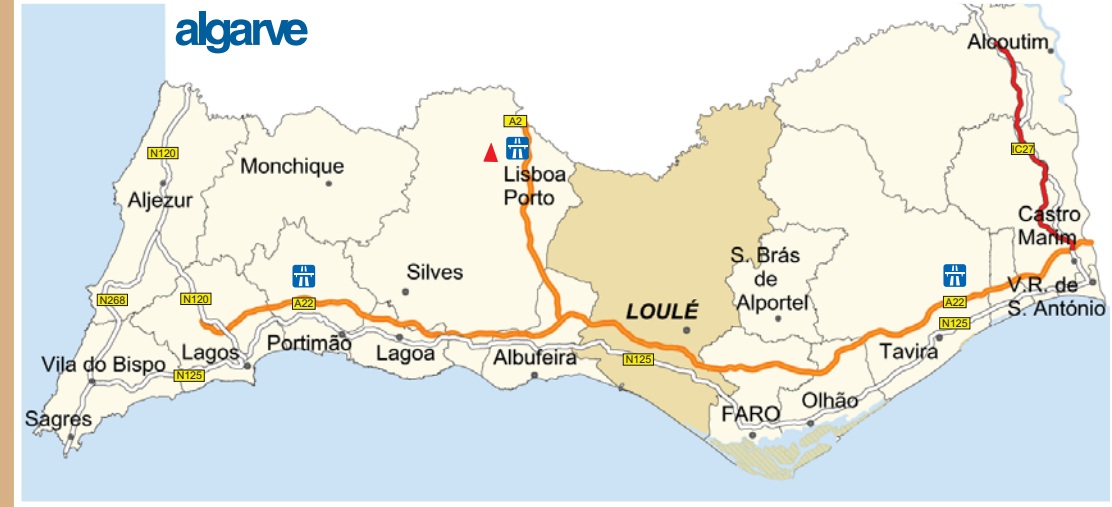 algarve
Alcoutim
A2
N120
IC27
Monchique
Lisboa
Porto
Aljezur
Castro
Marim
S. Brás
de
Alportel
Silves
V.R. de
S. António
N268
N120
A22
A22
LOULÉ
N125
Portimão
Lagoa
Lagos
Albufeira
N125
Tavira
Vila do Bispo
N125
Olhão
FARO
Sagres